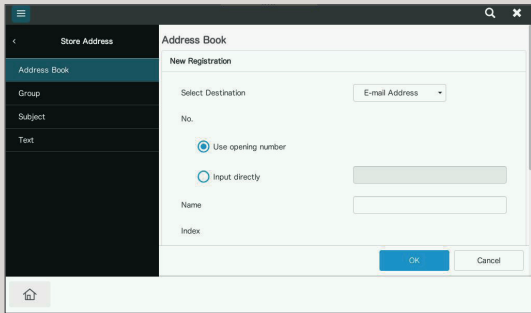 Store Address
Address Book
Group
Subject
Text
Address Book
New Registration
Select Destination
E-mail Address
No.
Use opening number
Input directly
Name
Index
OK
Cancel